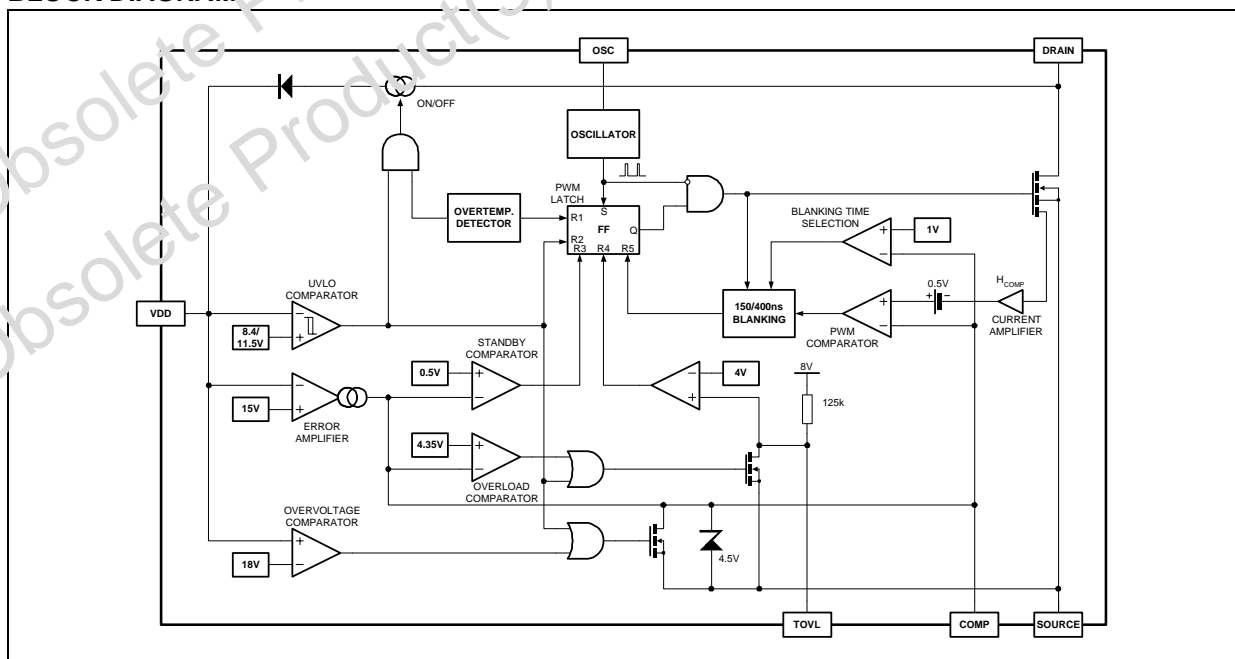 BLOCK DIAGRAM
Obsolete Product(s)
Obsolete Product(s)
OSC
DRAIN
ON/OFF
OSCILLATOR
PWM
LATCH
OVERTEMP.
DETECTOR
R1
S
FF
Q
R2
R3
R4
R5
BLANKING TIME
SELECTION
+
1V
−
UVLO
COMPARATOR
0.5V
+
−
HCOMP
VDD
−
8.4/
11.5V
+
150/400ns
BLANKING
+
−
PWM
COMPARATOR
CURRENT
AMPLIFIER
STANDBY
COMPARATOR
0.5V
+
−
−
4V
+
8V
125k
−
15V
+
ERROR
AMPLIFIER
4.35V
+
−
OVERLOAD
COMPARATOR
OVERVOLTAGE
COMPARATOR
+
18V
−
4.5V
TOVL
COMP
SOURCE